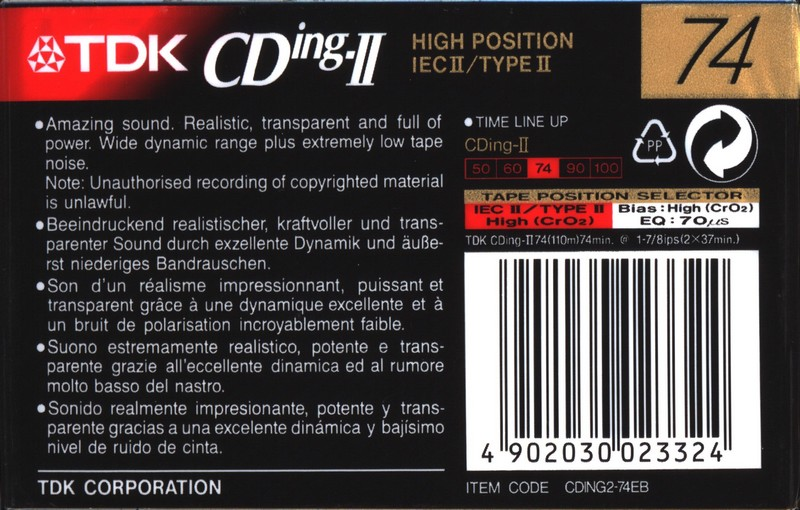 TDK CDing-II HIGH POSITION 74
IECII/TYPE II
●Amazing sound. Realistic, transparent and full of
power. Wide dynamic range plus extremely low tape
noise.
Note: Unauthorised recording of copyrighted material
is unlawful.
●Beeindruckend realistischer, kraftvoller und trans-
parenter Sound durch exzellente Dynamik und äuße-
rst niederiges Bandrauschen.
●Son d'un réalisme impressionnant, puissant et
transparent grâce à une dynamique excellente et à
un bruit de polarisation incroyablement faible.
●Suono estremamente realistico, potente e trans-
parente grazie all'eccellente dinamica ed al rumore
molto basso del nastro.
●Sonido realmente impresionante, potente y trans-
parente gracias a una excelente dinámica y bajísimo
nivel de ruido de cinta.
TDK CORPORATION
●TIME LINE UP
CDing-II
50 60 74 90 100
PP
TAPE POSITION SELECTOR
IEC II/TYPE II Bias:High (CrO₂)
High (CrO₂) EQ:70μs
TDK CDing-II74(110m)74min. @ 1-7/8ips(2×37min.)
4 902030 023324
ITEM CODE CDING2-74EB